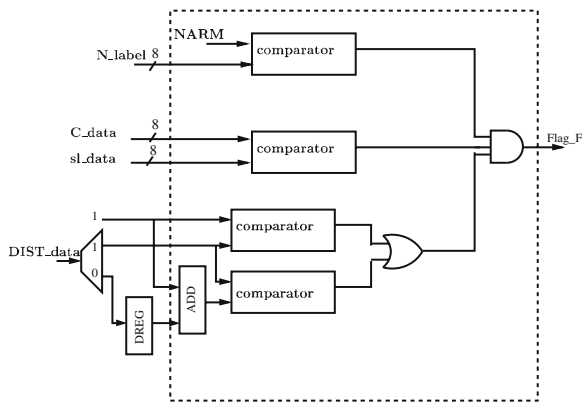 NARM
N_label 8
comparator
C_data 8
comparator
sl_data 8
Flag_F
1
comparator
1
DIST_data
0
ADD
comparator
DREG